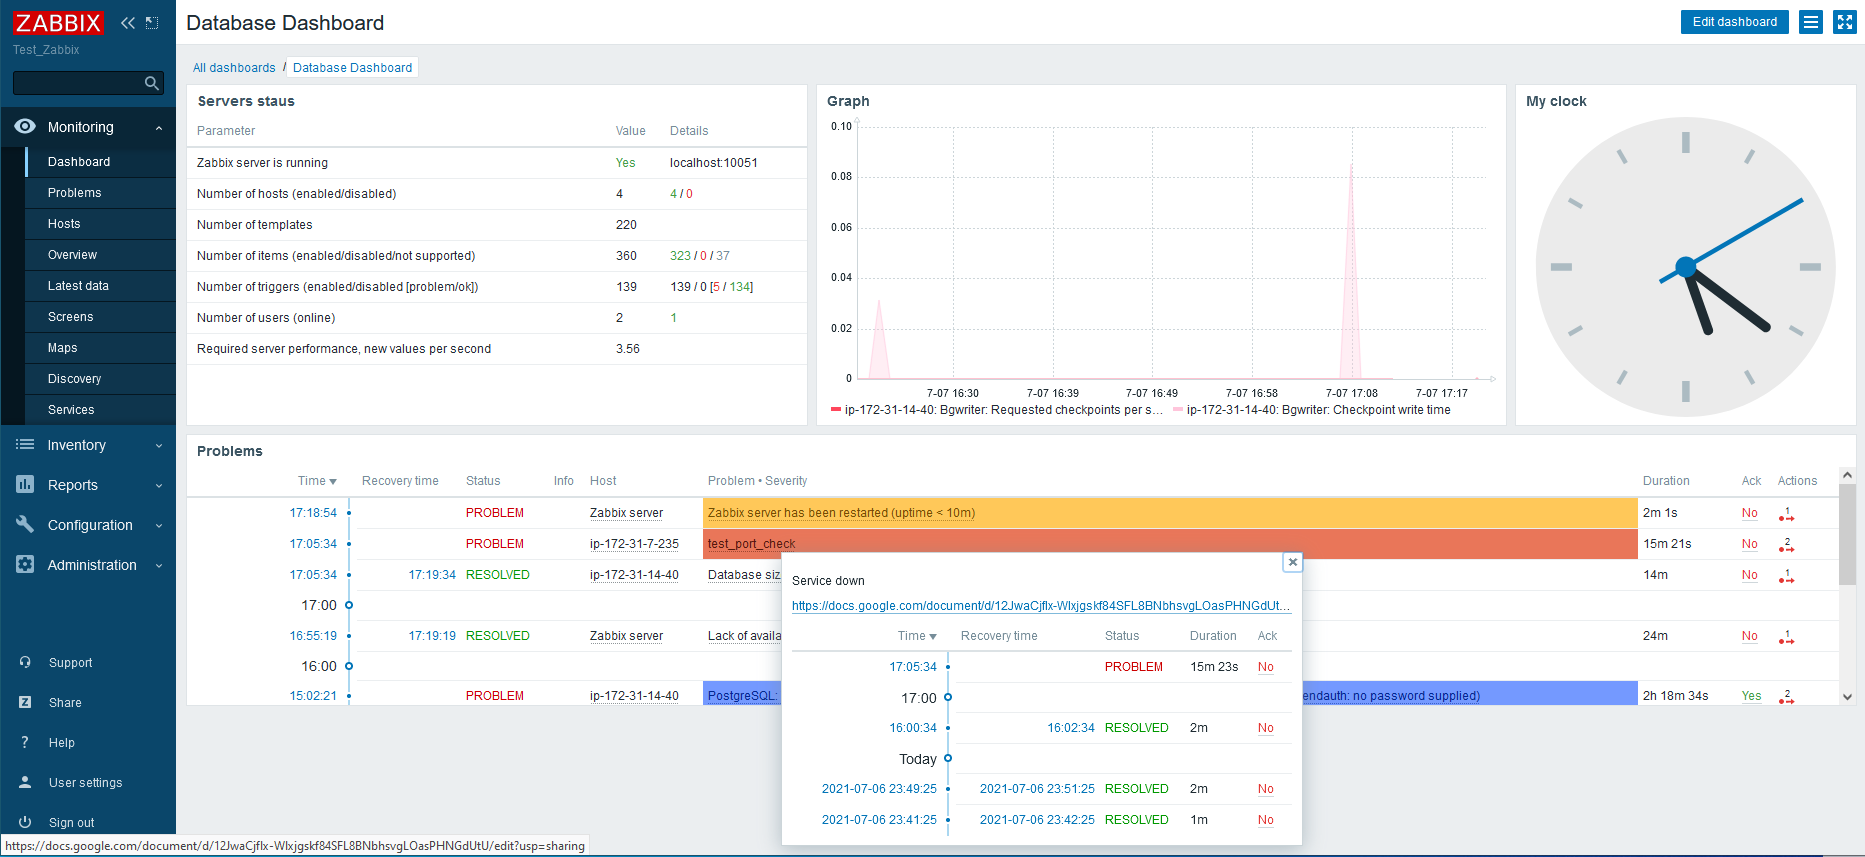 ZABBIX
Test_Zabbix
Monitoring
Dashboard
Problems
Hosts
Overview
Latest data
Screens
Maps
Discovery
Services
Inventory
Reports
Configuration
Administration
Support
Share
Help
User settings
Sign out
Database Dashboard
Edit dashboard
All dashboards / Database Dashboard
Servers staus
Parameter Value Details
Zabbix server is running Yes localhost:10051
Number of hosts (enabled/disabled) 4 4 / 0
Number of templates 220
Number of items (enabled/disabled/not supported) 360 323 / 0 / 37
Number of triggers (enabled/disabled [problem/ok]) 139 139 / 0 [5 / 134]
Number of users (online) 2 1
Required server performance, new values per second 3.56
Graph
0.10
0.08
0.06
0.04
0.02
0
7-07 16:30 7-07 16:39 7-07 16:49 7-07 16:58 7-07 17:08 7-07 17:17
ip-172-31-14-40: Bgwriter: Requested checkpoints per s... ip-172-31-14-40: Bgwriter: Checkpoint write time
My clock
Problems
Time Recovery time Status Info Host Problem • Severity Duration Ack Actions
17:18:54 PROBLEM Zabbix server Zabbix server has been restarted (uptime < 10m) 2m 1s No 1
17:05:34 PROBLEM ip-172-31-7-235 test_port_check 15m 21s No 2
17:05:34 17:19:34 RESOLVED ip-172-31-14-40 Database siz 14m No 1
17:00
16:55:19 17:19:19 RESOLVED Zabbix server Lack of availa 24m No 1
16:00
15:02:21 PROBLEM ip-172-31-14-40 PostgreSQL: endauth: no password supplied) 2h 18m 34s Yes 2
Service down
https://docs.google.com/document/d/12JwaCjflx-Wlxjgskf84SFL8BNbhsvgLOasPHNGdUt...
Time Recovery time Status Duration Ack
17:05:34 PROBLEM 15m 23s No
17:00
16:00:34 16:02:34 RESOLVED 2m No
Today
2021-07-06 23:49:25 2021-07-06 23:51:25 RESOLVED 2m No
2021-07-06 23:41:25 2021-07-06 23:42:25 RESOLVED 1m No
https://docs.google.com/document/d/12JwaCjflx-Wlxjgskf84SFL8BNbhsvgLOasPHNGdUtU/edit?usp=sharing